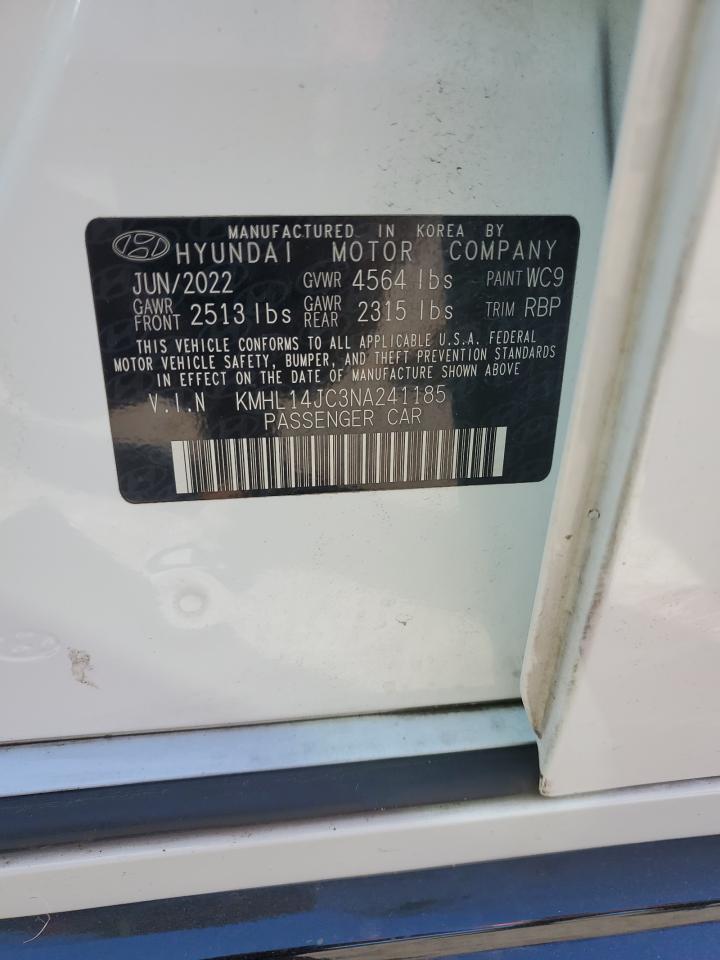 MANUFACTURED IN KOREA BY
HYUNDAI MOTOR COMPANY
JUN/2022 GVWR 4564 lbs PAINT WC9
GAWR FRONT 2513 lbs GAWR REAR 2315 lbs TRIM RBP
THIS VEHICLE CONFORMS TO ALL APPLICABLE U.S.A. FEDERAL
MOTOR VEHICLE SAFETY, BUMPER, AND THEFT PREVENTION STANDARDS
IN EFFECT ON THE DATE OF MANUFACTURE SHOWN ABOVE.
V.I.N KMHL14JC3NA241185
PASSENGER CAR